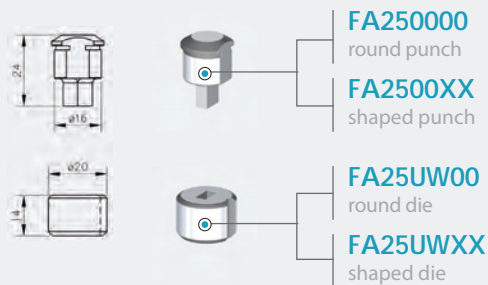 24
ø16
FA250000
round punch
FA2500XX
shaped punch
ø20
14
FA25UW00
round die
FA25UWXX
shaped die